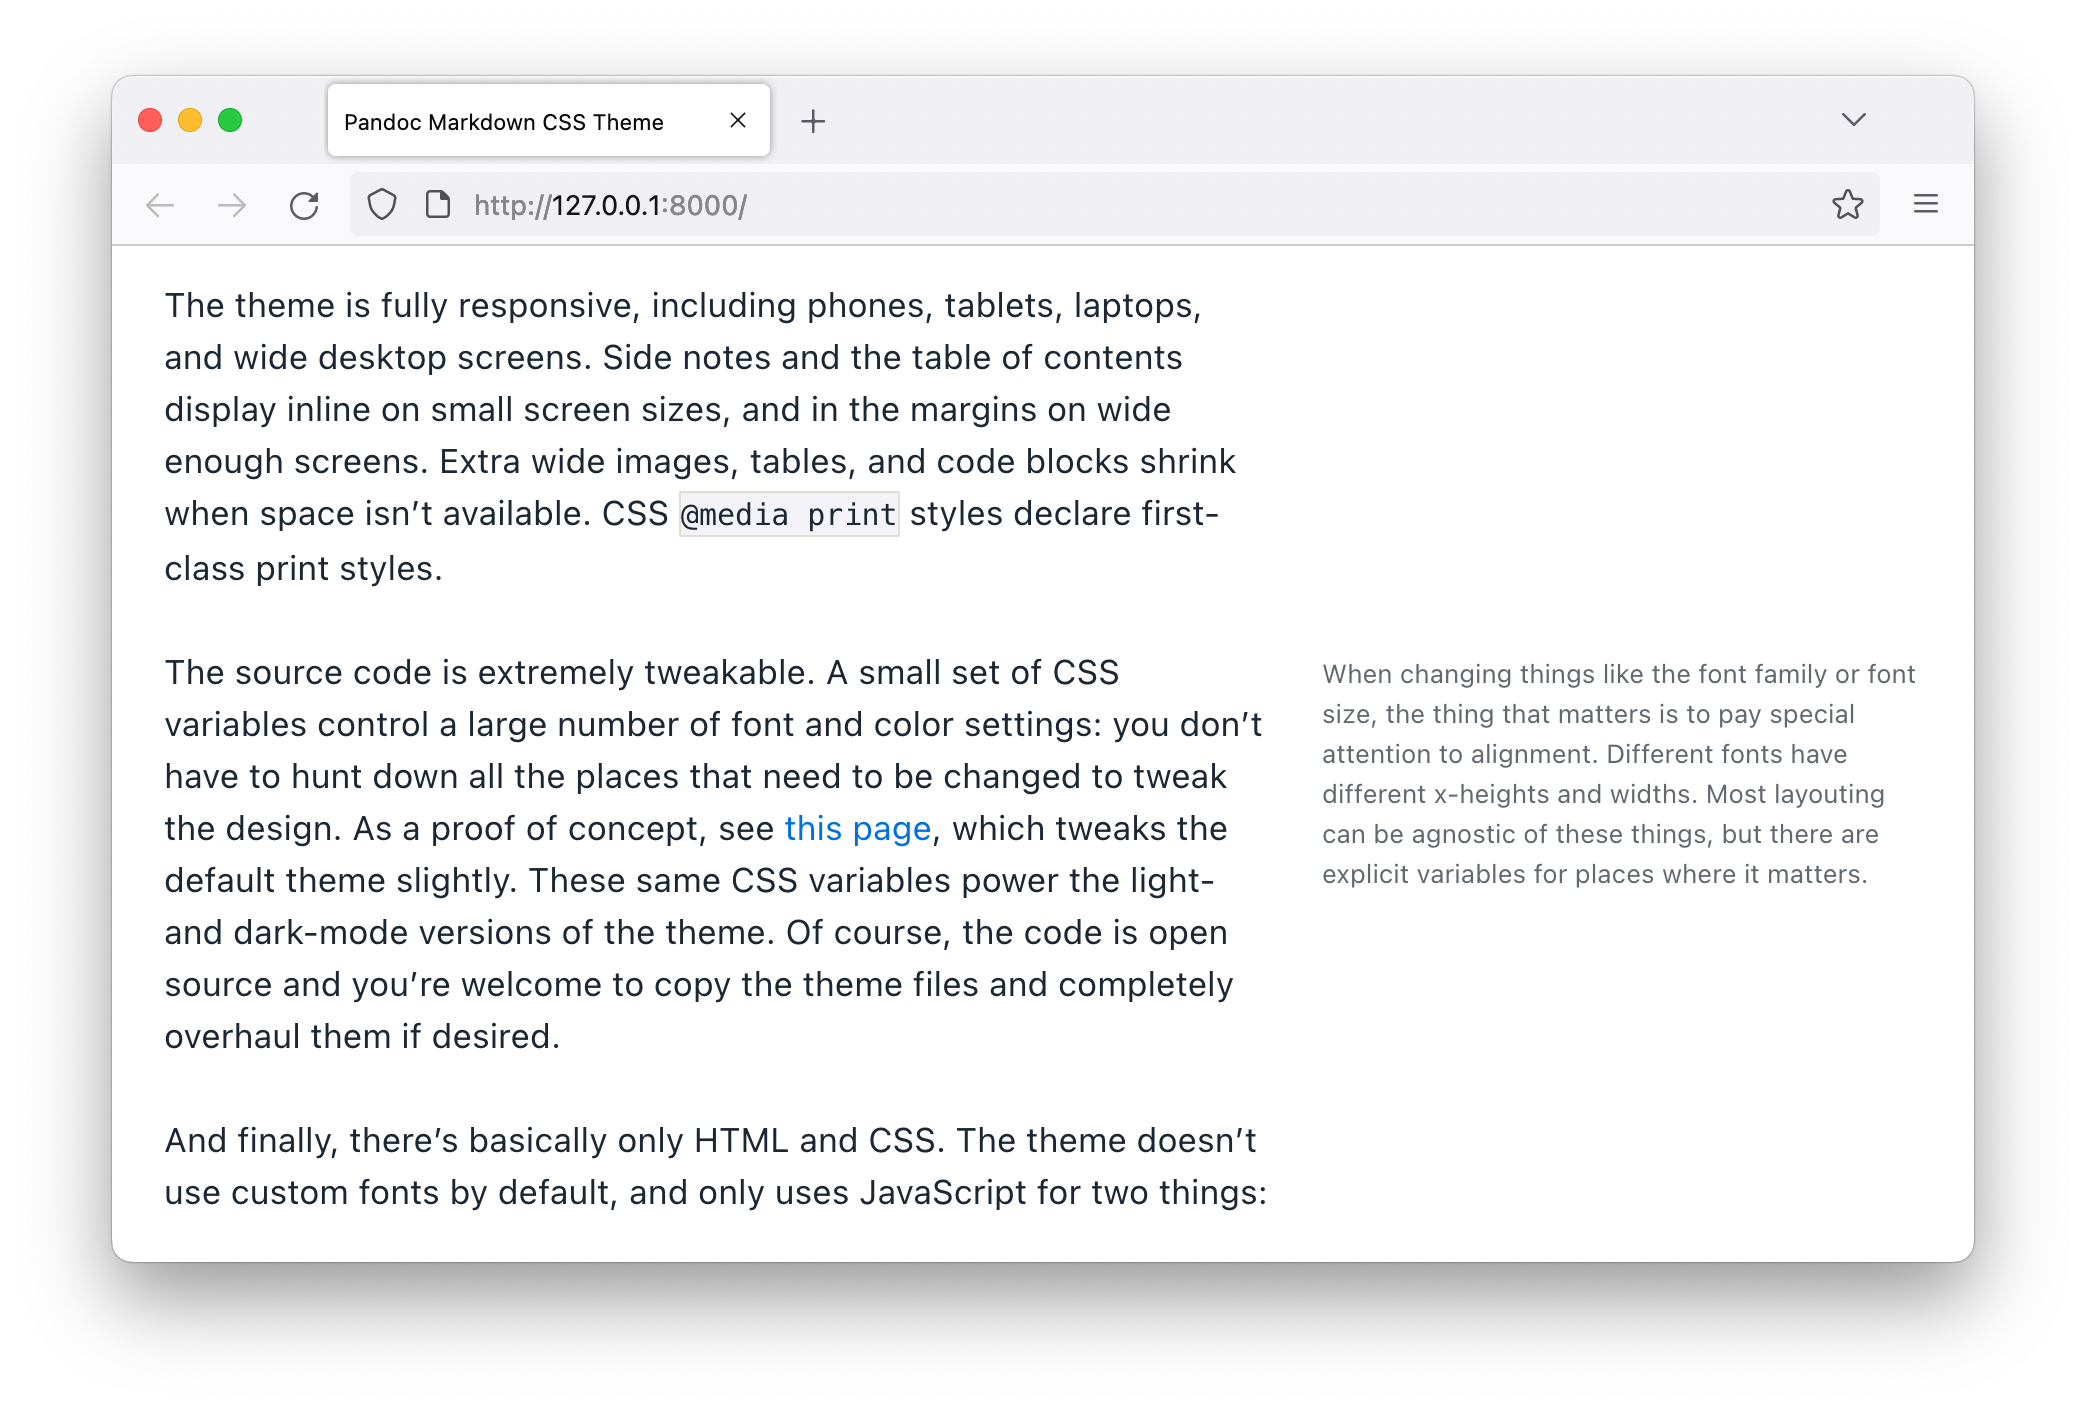 Pandoc Markdown CSS Theme
http://127.0.0.1:8000/
The theme is fully responsive, including phones, tablets, laptops,
and wide desktop screens. Side notes and the table of contents
display inline on small screen sizes, and in the margins on wide
enough screens. Extra wide images, tables, and code blocks shrink
when space isn’t available. CSS @media print styles declare first-
class print styles.
The source code is extremely tweakable. A small set of CSS
variables control a large number of font and color settings: you don’t
have to hunt down all the places that need to be changed to tweak
the design. As a proof of concept, see this page, which tweaks the
default theme slightly. These same CSS variables power the light-
and dark-mode versions of the theme. Of course, the code is open
source and you’re welcome to copy the theme files and completely
overhaul them if desired.
When changing things like the font family or font
size, the thing that matters is to pay special
attention to alignment. Different fonts have
different x-heights and widths. Most layouting
can be agnostic of these things, but there are
explicit variables for places where it matters.
And finally, there’s basically only HTML and CSS. The theme doesn’t
use custom fonts by default, and only uses JavaScript for two things: